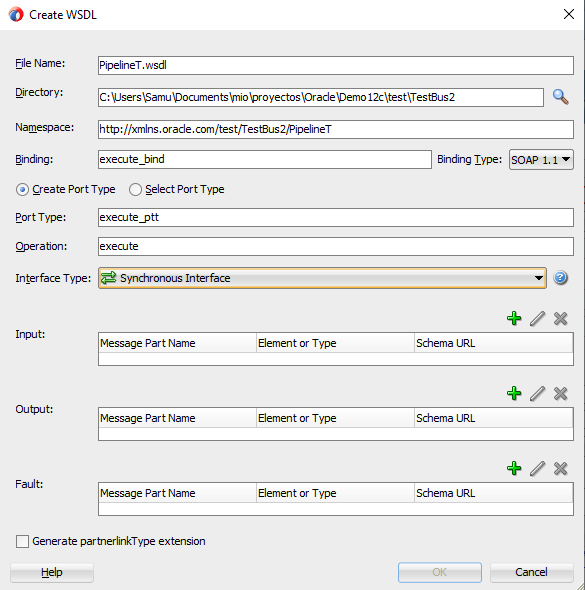 Create WSDL
File Name: PipelineT.wsdl
Directory: C:\Users\Samu\Documents\mio\proyectos\Oracle\Demo12c\test\TestBus2
Namespace: http://xmlns.oracle.com/test/TestBus2/PipelineT
Binding: execute_bind Binding Type: SOAP 1.1
Create Port Type Select Port Type
Port Type: execute_ptt
Operation: execute
Interface Type: Synchronous Interface
Input: Message Part Name Element or Type Schema URL
Output: Message Part Name Element or Type Schema URL
Fault: Message Part Name Element or Type Schema URL
Generate partnerlinkType extension
Help OK Cancel